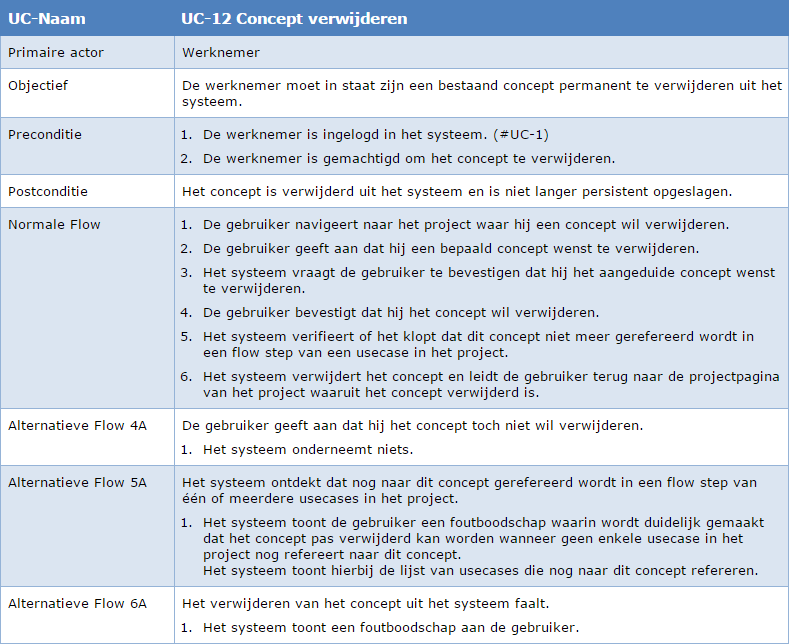 UC-Naam UC-12 Concept verwijderen
Primaire actor Werknemer
Objectief De werknemer moet in staat zijn een bestaand concept permanent te verwijderen uit het
systeem.
Preconditie 1. De werknemer is ingelogd in het systeem. (#UC-1)
2. De werknemer is gemachtigd om het concept te verwijderen.
Postconditie Het concept is verwijderd uit het systeem en is niet langer persistent opgeslagen.
Normale Flow 1. De gebruiker navigeert naar het project waar hij een concept wil verwijderen.
2. De gebruiker geeft aan dat hij een bepaald concept wenst te verwijderen.
3. Het systeem vraagt de gebruiker te bevestigen dat hij het aangeduide concept wenst
te verwijderen.
4. De gebruiker bevestigt dat hij het concept wil verwijderen.
5. Het systeem verifieert of het klopt dat dit concept niet meer gerefereerd wordt in
een flow step van een usecase in het project.
6. Het systeem verwijdert het concept en leidt de gebruiker terug naar de projectpagina
van het project waaruit het concept verwijderd is.
Alternatieve Flow 4A De gebruiker geeft aan dat hij het concept toch niet wil verwijderen.
1. Het systeem onderneemt niets.
Alternatieve Flow 5A Het systeem ontdekt dat nog naar dit concept gerefereerd wordt in een flow step van
één of meerdere usecases in het project.
1. Het systeem toont de gebruiker een foutboodschap waarin wordt duidelijk gemaakt
dat het concept pas verwijderd kan worden wanneer geen enkele usecase in het
project nog refereert naar dit concept.
Het systeem toont hierbij de lijst van usecases die nog naar dit concept refereren.
Alternatieve Flow 6A Het verwijderen van het concept uit het systeem faalt.
1. Het systeem toont een foutboodschap aan de gebruiker.